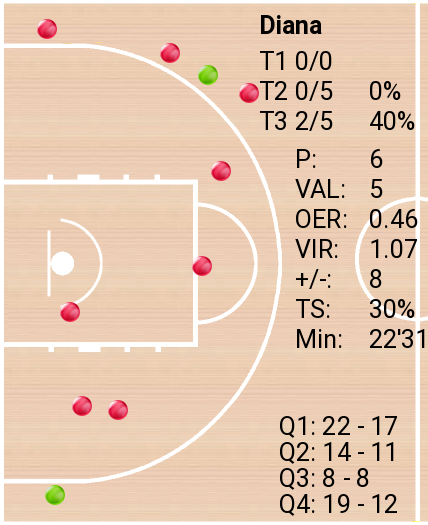 Diana
T1 0/0
T2 0/5 0%
T3 2/5 40%
P: 6
VAL: 5
OER: 0.46
VIR: 1.07
+/-: 8
TS: 30%
Min: 22'31
Q1: 22 - 17
Q2: 14 - 11
Q3: 8 - 8
Q4: 19 - 12